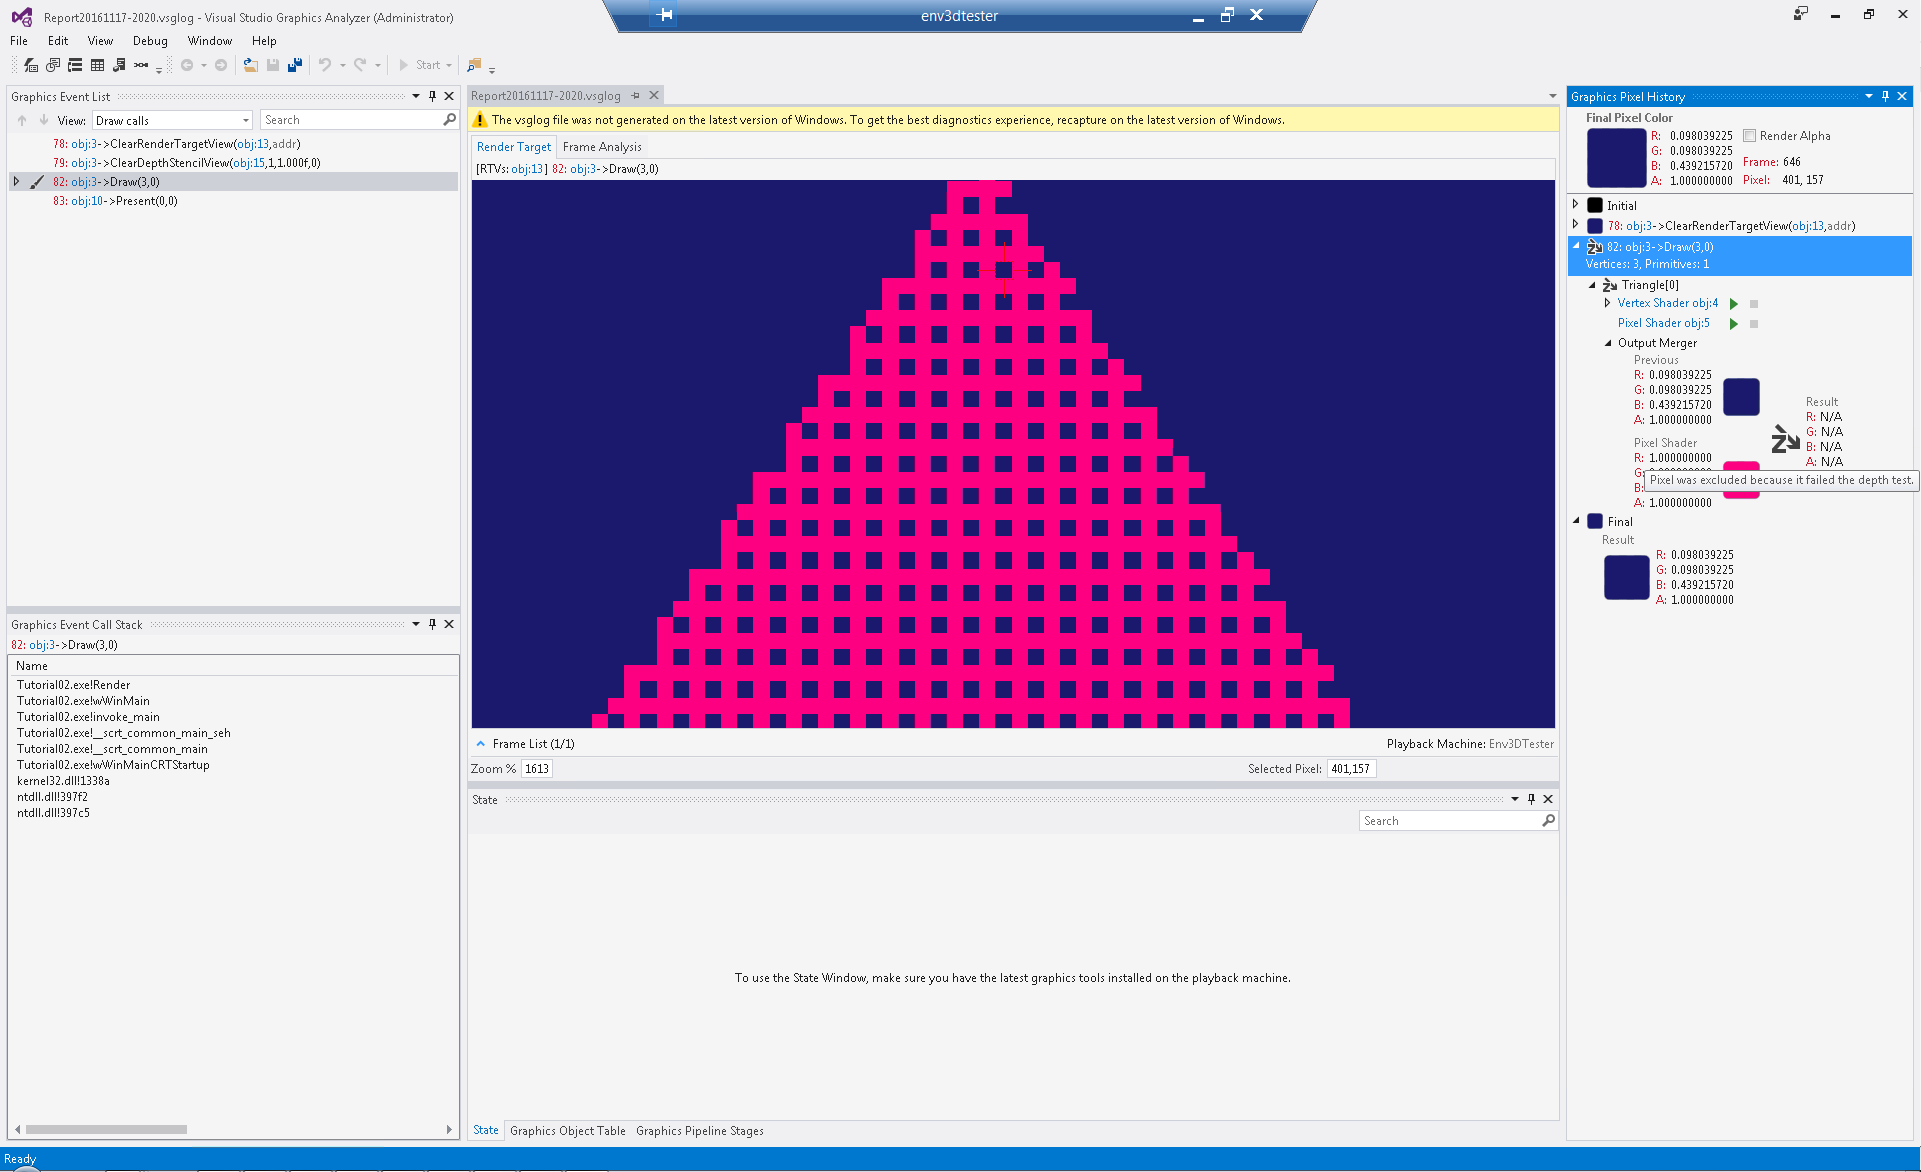 Report20161117-2020.vsglog - Visual Studio Graphics Analyzer (Administrator)
env3dtester
File Edit View Debug Window Help
Start
Graphics Event List
View: Draw calls Search
78: obj:3->ClearRenderTargetView(obj:13,addr)
79: obj:3->ClearDepthStencilView(obj:15,1,1.000f,0)
82: obj:3->Draw(3,0)
83: obj:10->Present(0,0)
Graphics Event Call Stack
82: obj:3->Draw(3,0)
Name
Tutorial02.exe!Render
Tutorial02.exe!wWinMain
Tutorial02.exe!invoke_main
Tutorial02.exe!__scrt_common_main_seh
Tutorial02.exe!__scrt_common_main
Tutorial02.exe!wWinMainCRTStartup
kernel32.dll!1338a
ntdll.dll!397f2
ntdll.dll!397c5
Report20161117-2020.vsglog
The vsglog file was not generated on the latest version of Windows. To get the best diagnostics experience, recapture on the latest version of Windows.
Render Target Frame Analysis
[RTVs: obj:13] 82: obj:3->Draw(3,0)
Frame List (1/1) Playback Machine: Env3DTester
Zoom % 1613 Selected Pixel: 401,157
State
Search
To use the State Window, make sure you have the latest graphics tools installed on the playback machine.
State Graphics Object Table Graphics Pipeline Stages
Graphics Pixel History
Final Pixel Color
R: 0.098039225 Render Alpha
G: 0.098039225
B: 0.439215720 Frame: 646
A: 1.000000000 Pixel: 401, 157
Initial
78: obj:3->ClearRenderTargetView(obj:13,addr)
82: obj:3->Draw(3,0)
Vertices: 3, Primitives: 1
Triangle[0]
Vertex Shader obj:4
Pixel Shader obj:5
Output Merger
Previous
R: 0.098039225
G: 0.098039225
B: 0.439215720
A: 1.000000000
Result
R: N/A
G: N/A
B: N/A
A: N/A
Pixel Shader
R: 1.000000000
G:
B:
Pixel was excluded because it failed the depth test.
A: 1.000000000
Final
Result
R: 0.098039225
G: 0.098039225
B: 0.439215720
A: 1.000000000
Ready